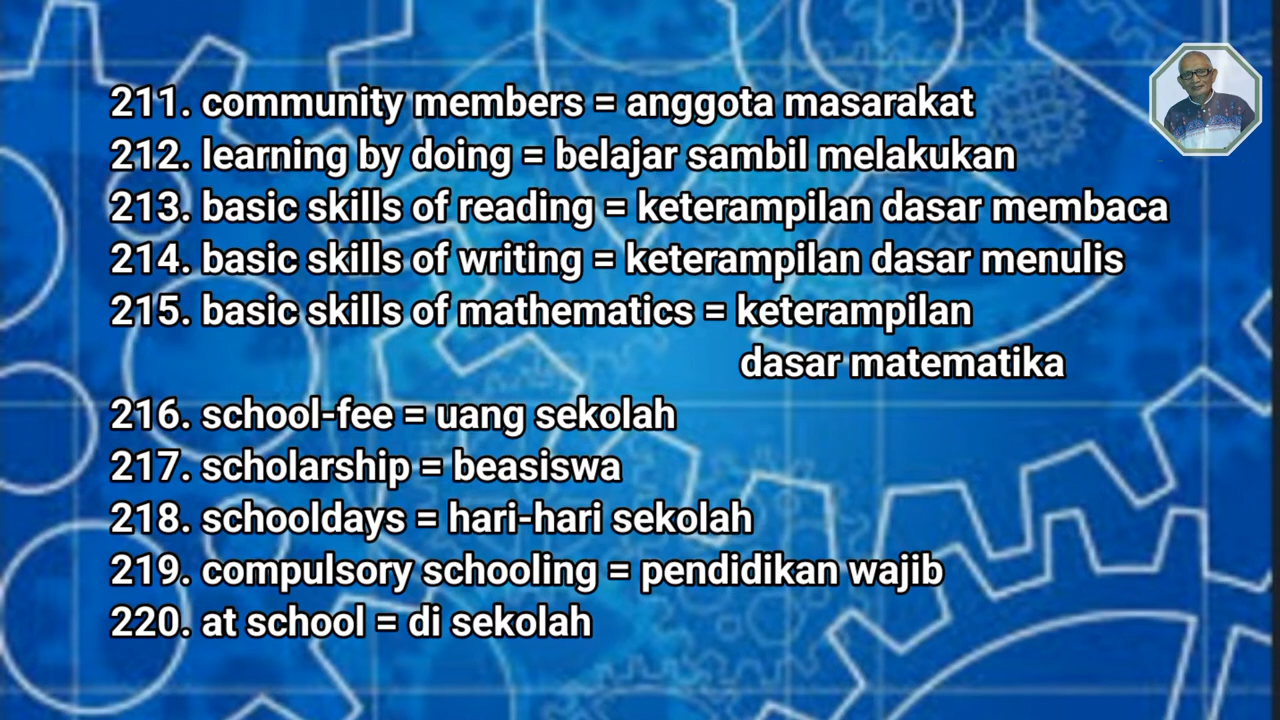 211. community members = anggota masarakat
212. learning by doing = belajar sambil melakukan
213. basic skills of reading = keterampilan dasar membaca
214. basic skills of writing = keterampilan dasar menulis
215. basic skills of mathematics = keterampilan
dasar matematika
216. school-fee = uang sekolah
217. scholarship = beasiswa
218. schooldays = hari-hari sekolah
219. compulsory schooling = pendidikan wajib
220. at school = di sekolah